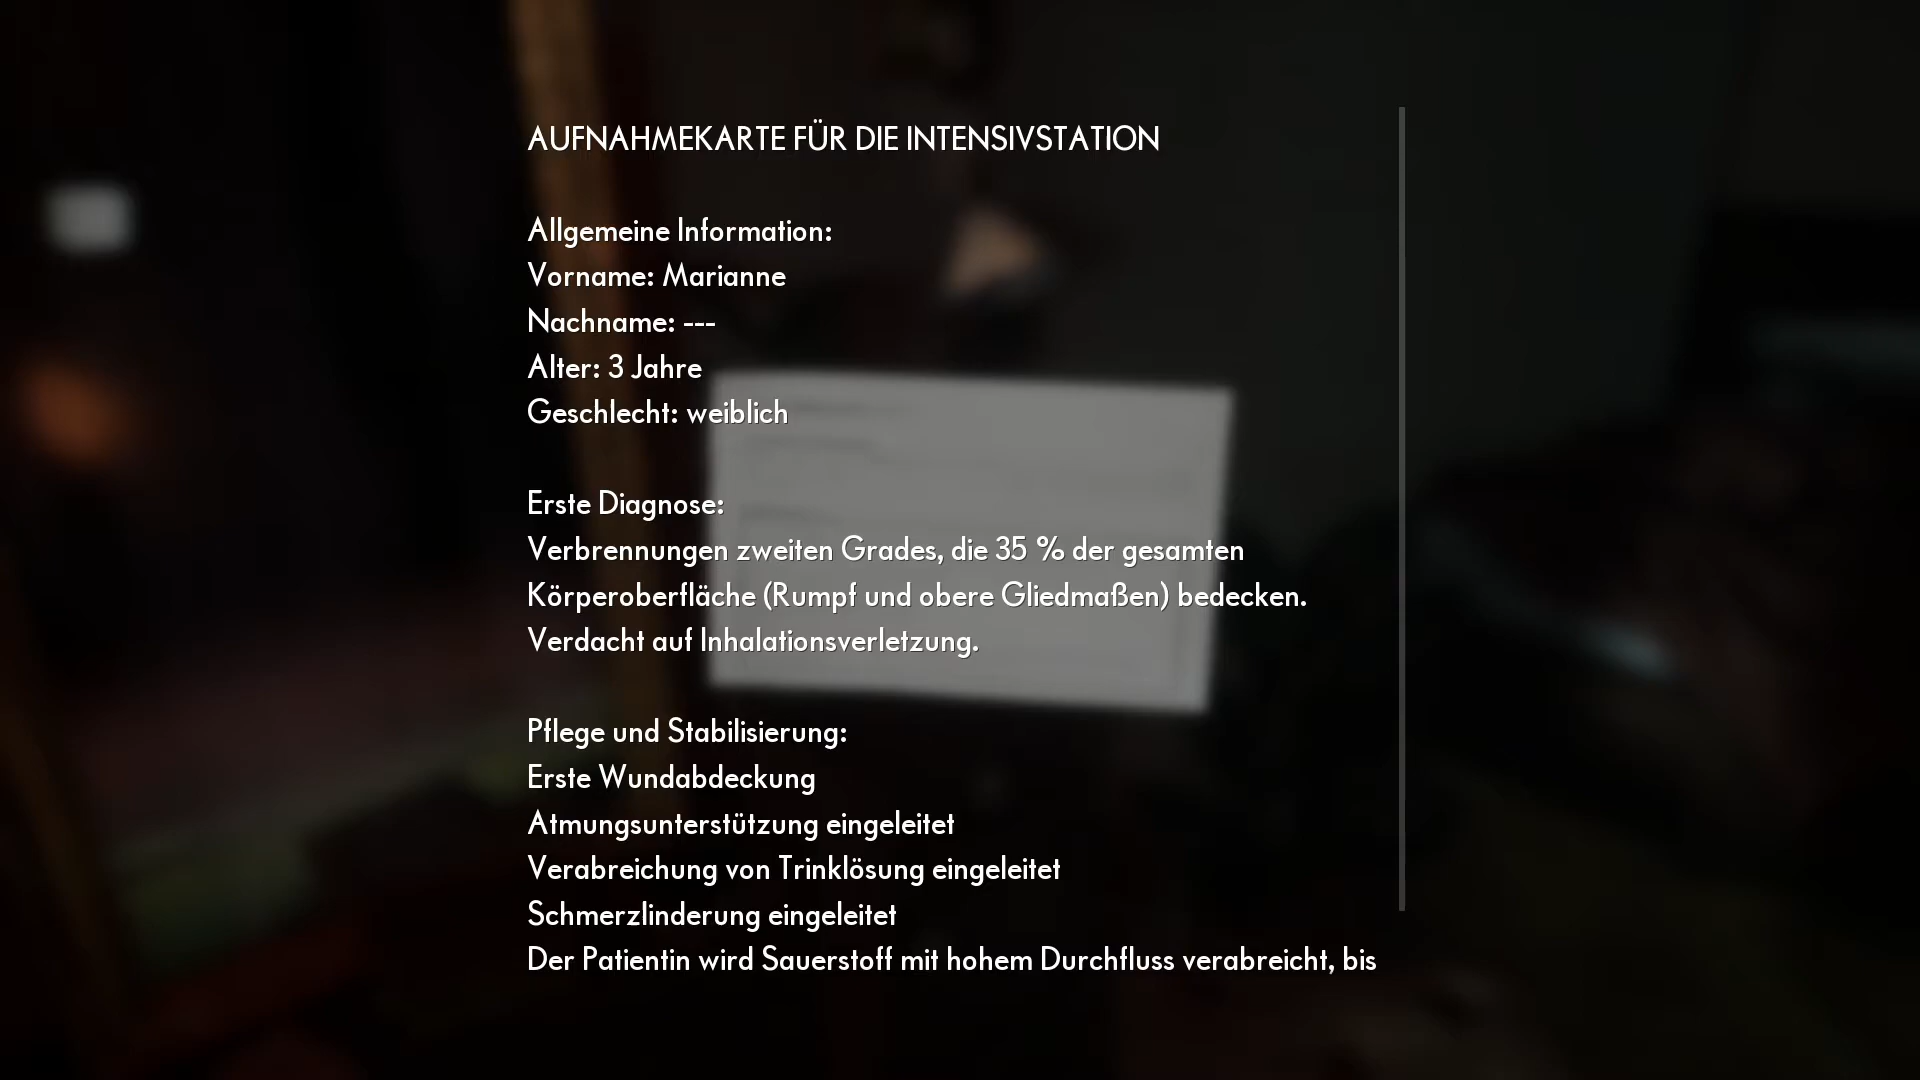 AUFNAHMEKARTE FÜR DIE INTENSIVSTATION
Allgemeine Information:
Vorname: Marianne
Nachname: ---
Alter: 3 Jahre
Geschlecht: weiblich
Erste Diagnose:
Verbrennungen zweiten Grades, die 35 % der gesamten
Körperoberfläche (Rumpf und obere Gliedmaßen) bedecken.
Verdacht auf Inhalationsverletzung.
Pflege und Stabilisierung:
Erste Wundabdeckung
Atmungsunterstützung eingeleitet
Verabreichung von Trinklösung eingeleitet
Schmerzlinderung eingeleitet
Der Patientin wird Sauerstoff mit hohem Durchfluss verabreicht, bis